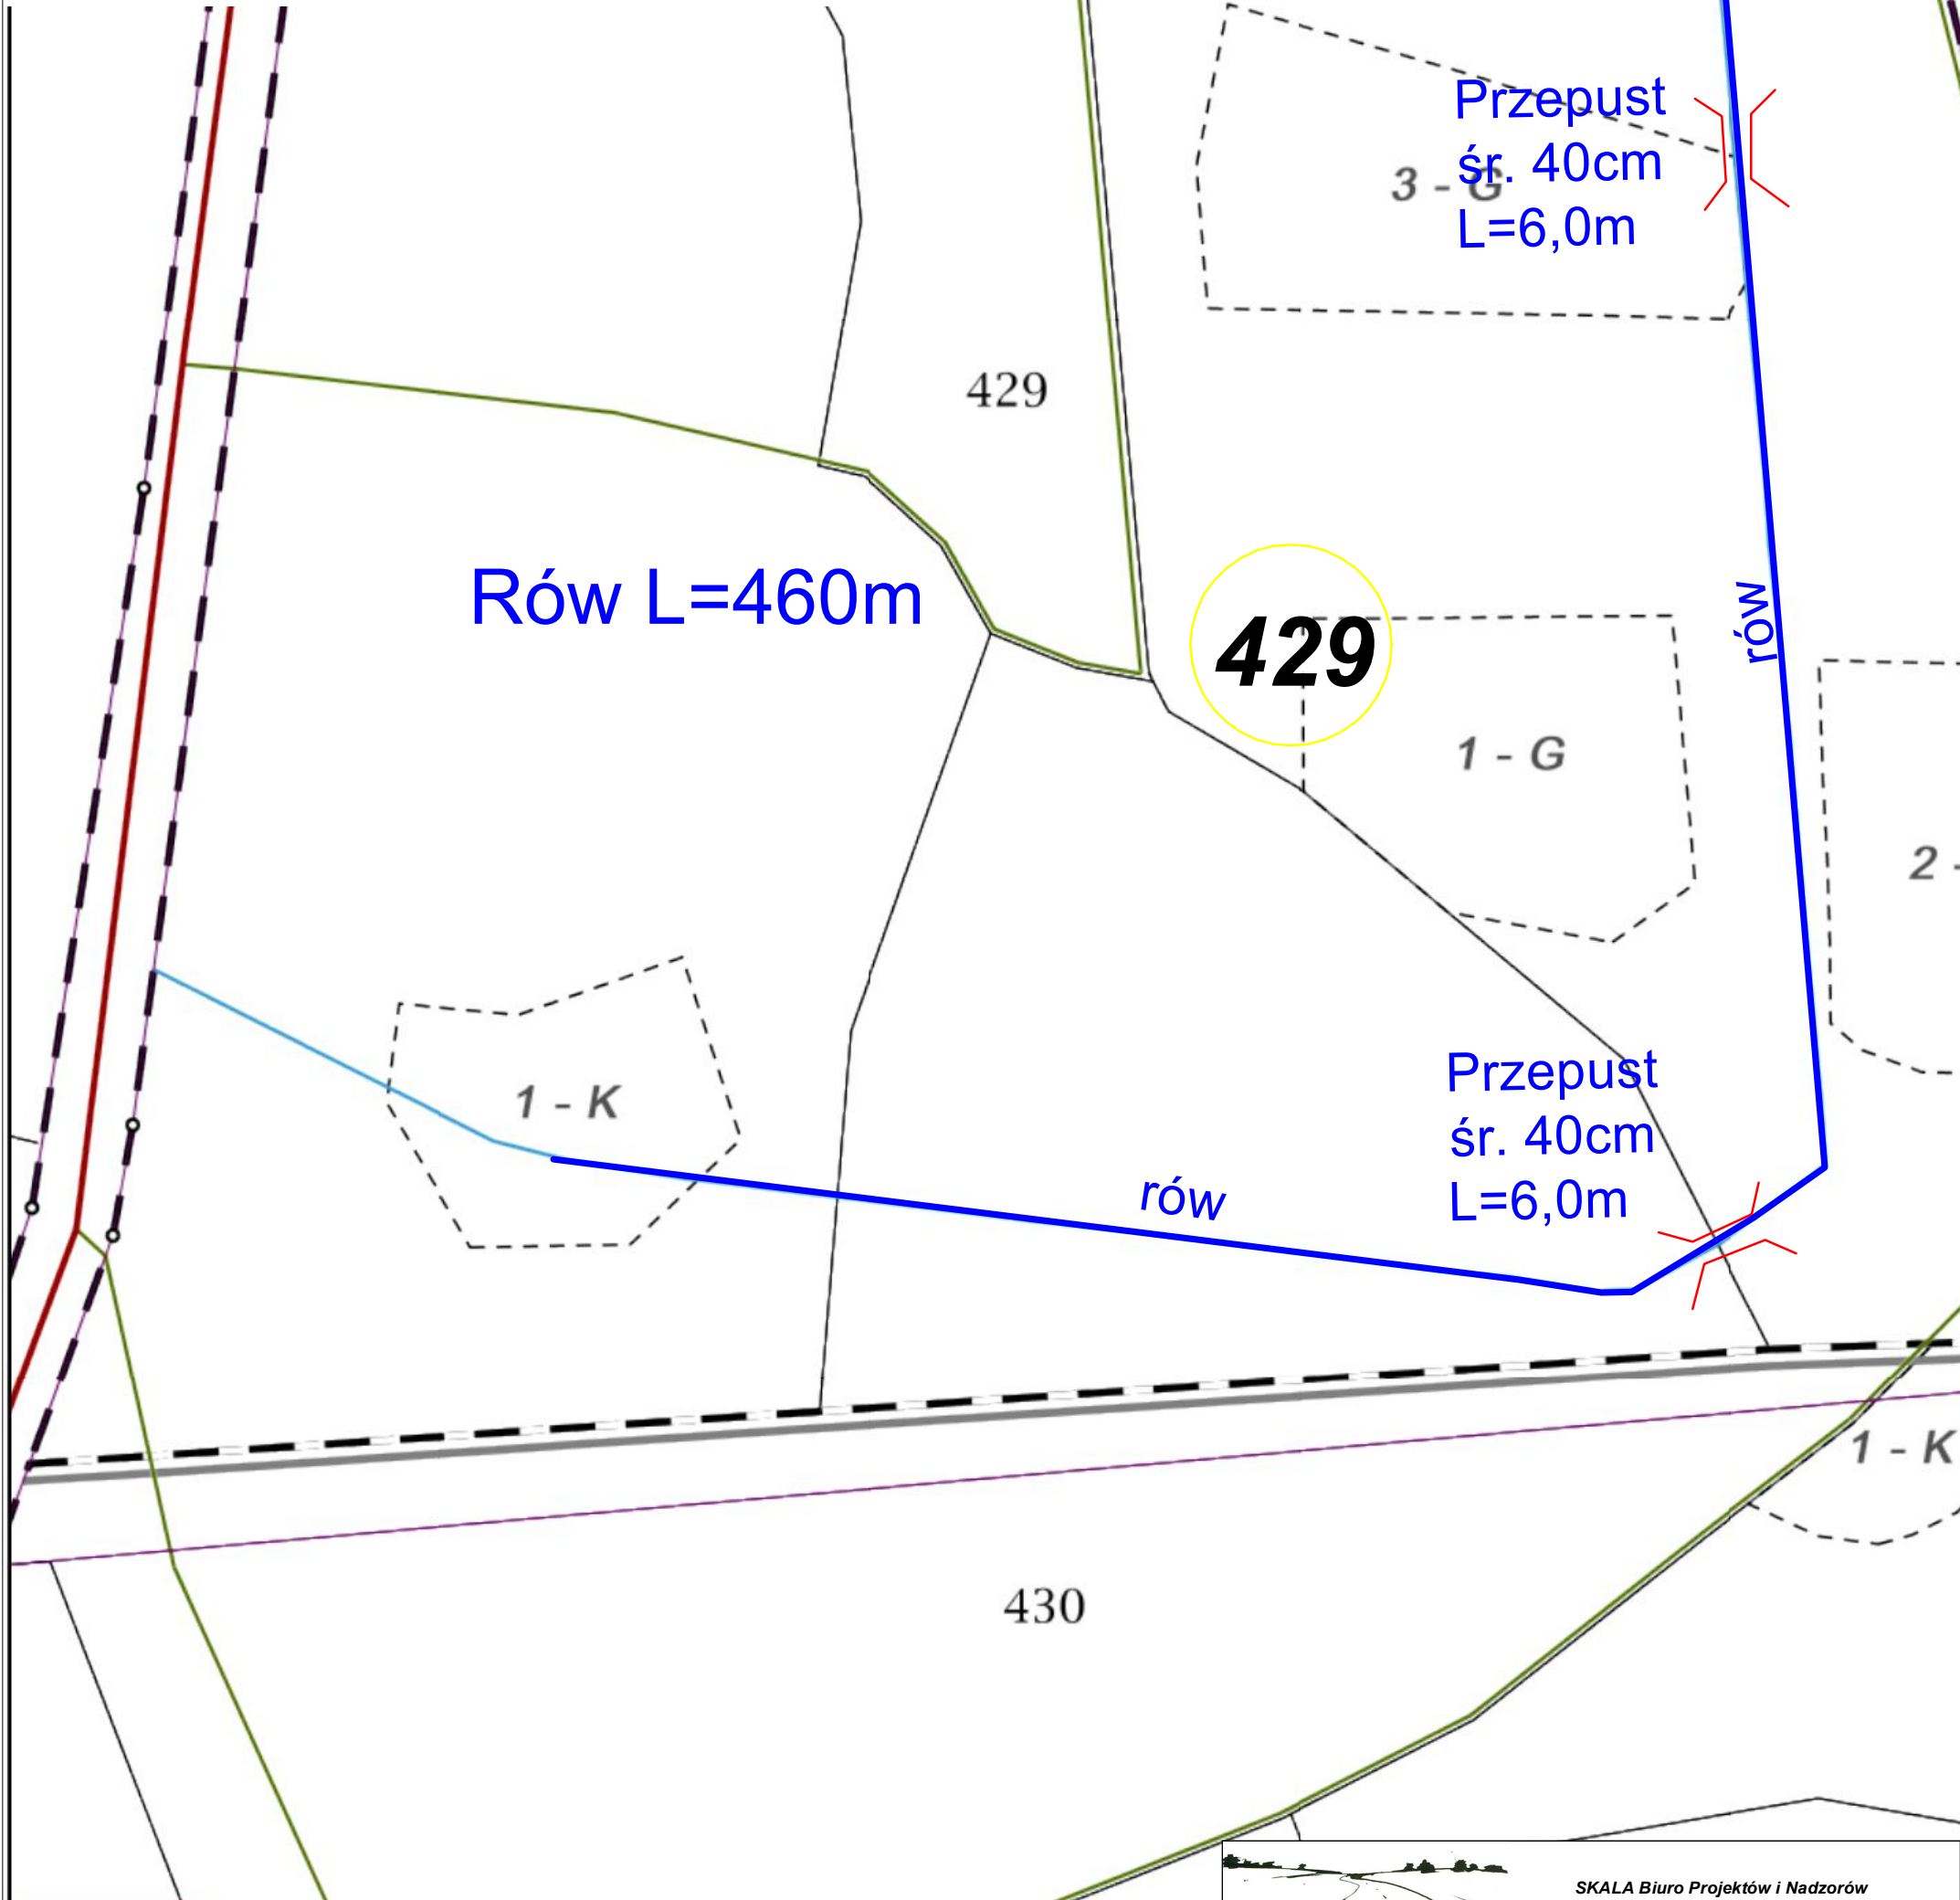 Przepust
śr. 40cm
L=6,0m
3 - G
429
Rów L=460m
429
rów
1 - G
2 -
1 - K
Przepust
śr. 40cm
L=6,0m
rów
1 - K
430
SKALA Biuro Projektów i Nadzorów